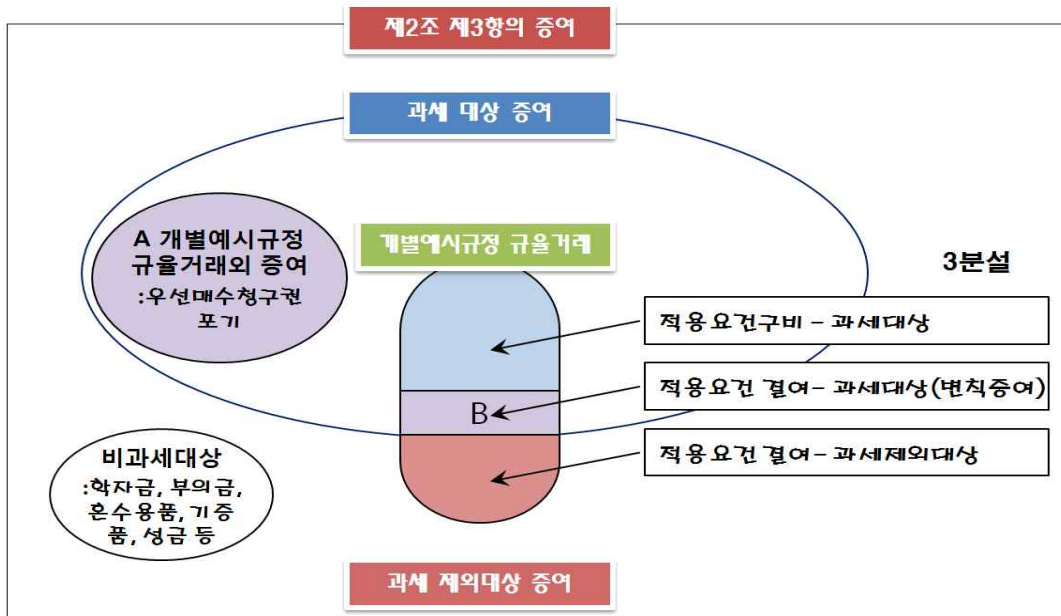 제2조 제3항의 증여
과세 대상 증여
A 개별예시규정
규율거래외 증여
:우선매수청구권
포기
개별예시규정 규율거래
3분설
적용요건구비 – 과세대상
적용요건 결여– 과세대상(변칙증여)
B
적용요건 결여– 과세제외대상
비과세대상
:학자금, 부의금,
혼수용품, 기증
품, 성금 등
과세 제외대상 증여